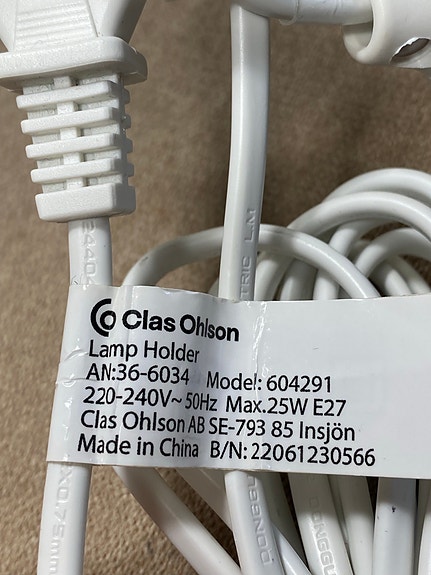 Clas Ohlson
Lamp Holder
AN:36-6034 Model: 604291
220-240V~ 50Hz Max.25W E27
Clas Ohlson AB SE-793 85 Insjön
Made in China B/N: 22061230566